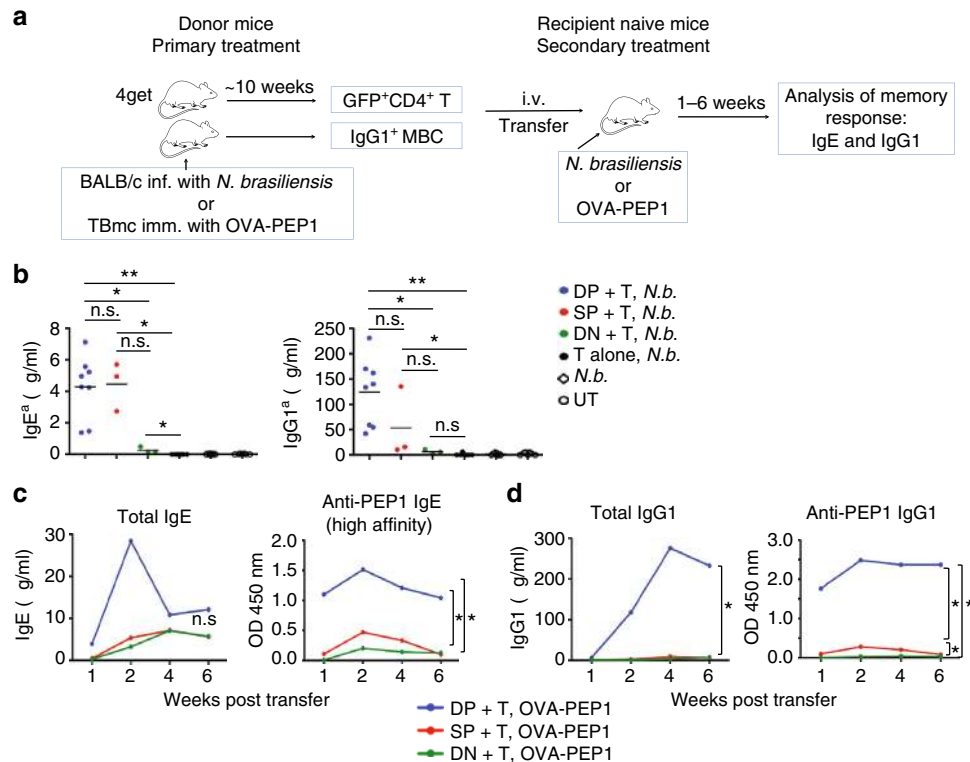 a
Donor mice
Primary treatment
Recipient naive mice
Secondary treatment
4get
~10 weeks
GFP+CD4+ T
IgG1+ MBC
i.v.
Transfer
1–6 weeks
Analysis of memory
response:
IgE and IgG1
BALB/c inf. with N. brasiliensis
or
TBmc imm. with OVA-PEP1
N. brasiliensis
or
OVA-PEP1
b
**
*
n.s.
*
n.s.
*
IgEa ( g/ml)
8
6
4
2
0
**
*
n.s.
*
n.s.
n.s
IgG1a ( g/ml)
250
200
150
100
50
0
DP + T, N.b.
SP + T, N.b.
DN + T, N.b.
T alone, N.b.
N.b.
UT
c
Total IgE
IgE ( g/ml)
30
20
10
0
n.s
1 2 4 6
Anti-PEP1 IgE
(high affinity)
OD 450 nm
2.0
1.5
1.0
0.5
0.0
* *
1 2 4 6
Weeks post transfer
d
Total IgG1
IgG1 ( g/ml)
300
200
100
0
*
1 2 4 6
Anti-PEP1 IgG1
OD 450 nm
3.0
2.0
1.0
0.0
* *
*
1 2 4 6
Weeks post transfer
DP + T, OVA-PEP1
SP + T, OVA-PEP1
DN + T, OVA-PEP1